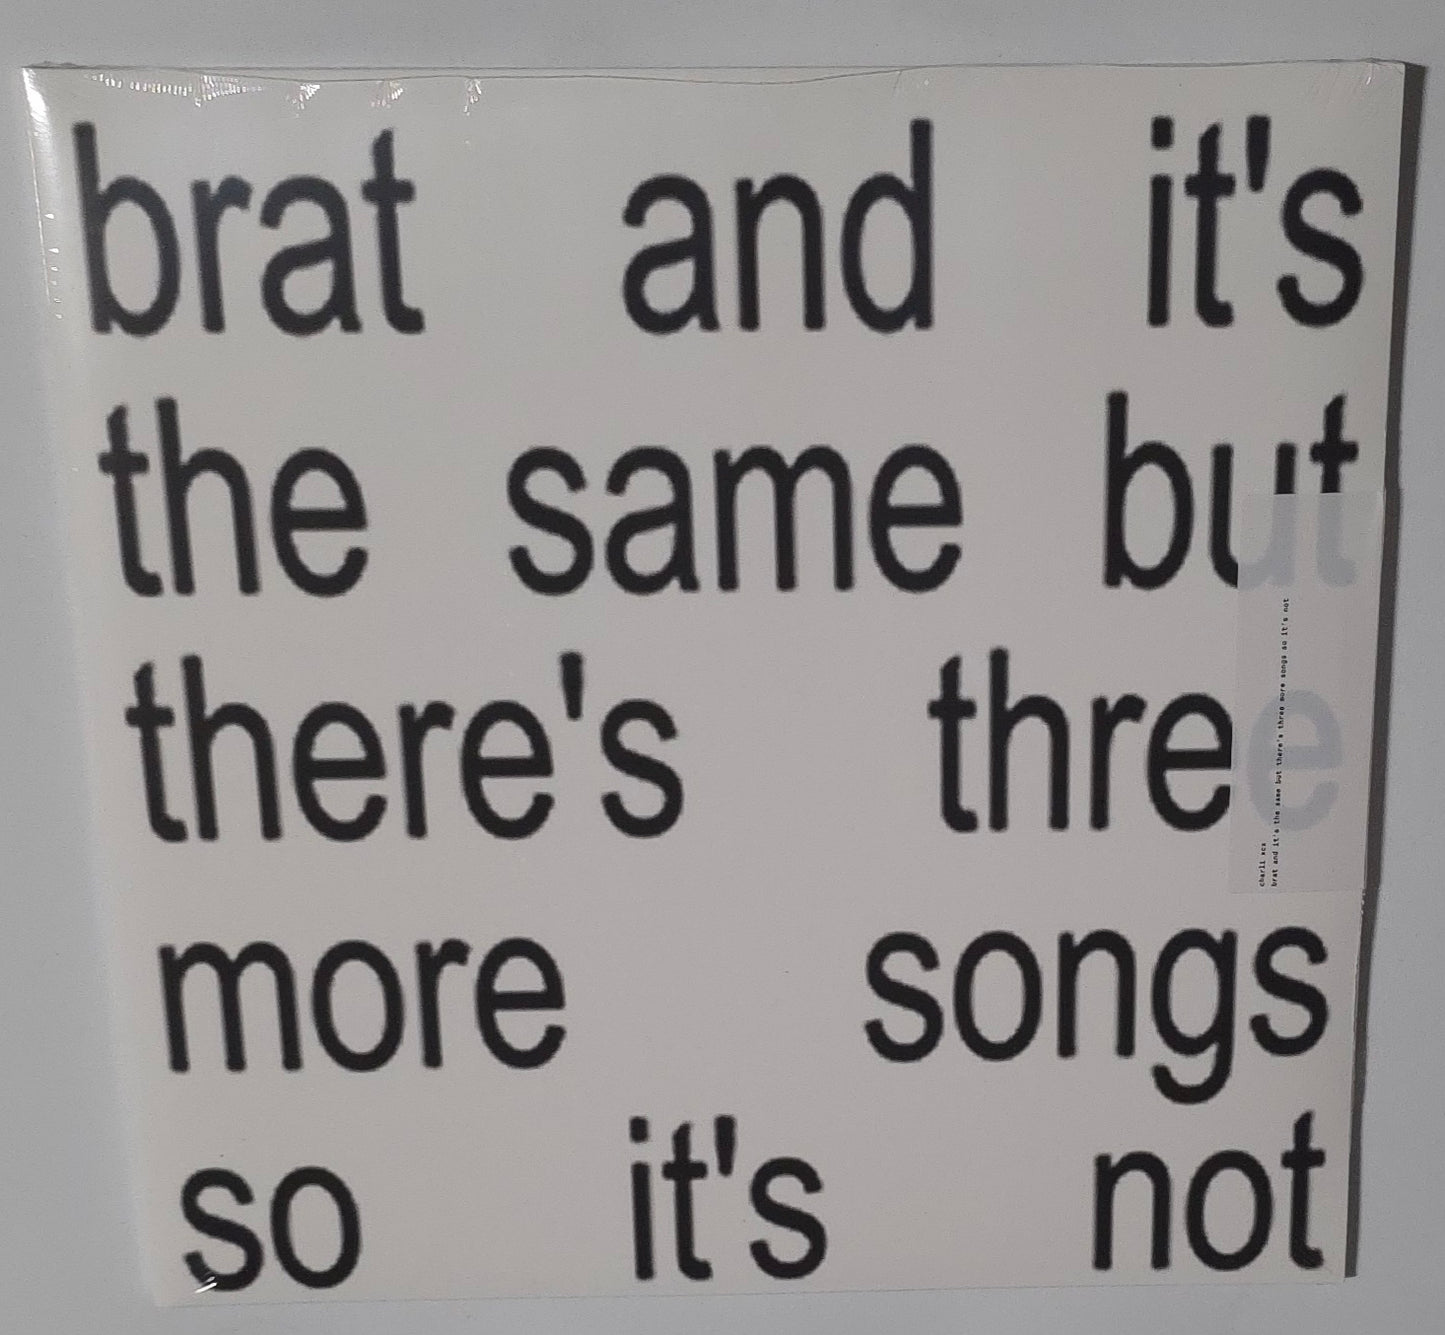 brat and it's
the same but
there's three
more songs
so it's not
charli xcx
brat and it's the same but there's three more songs so it's not